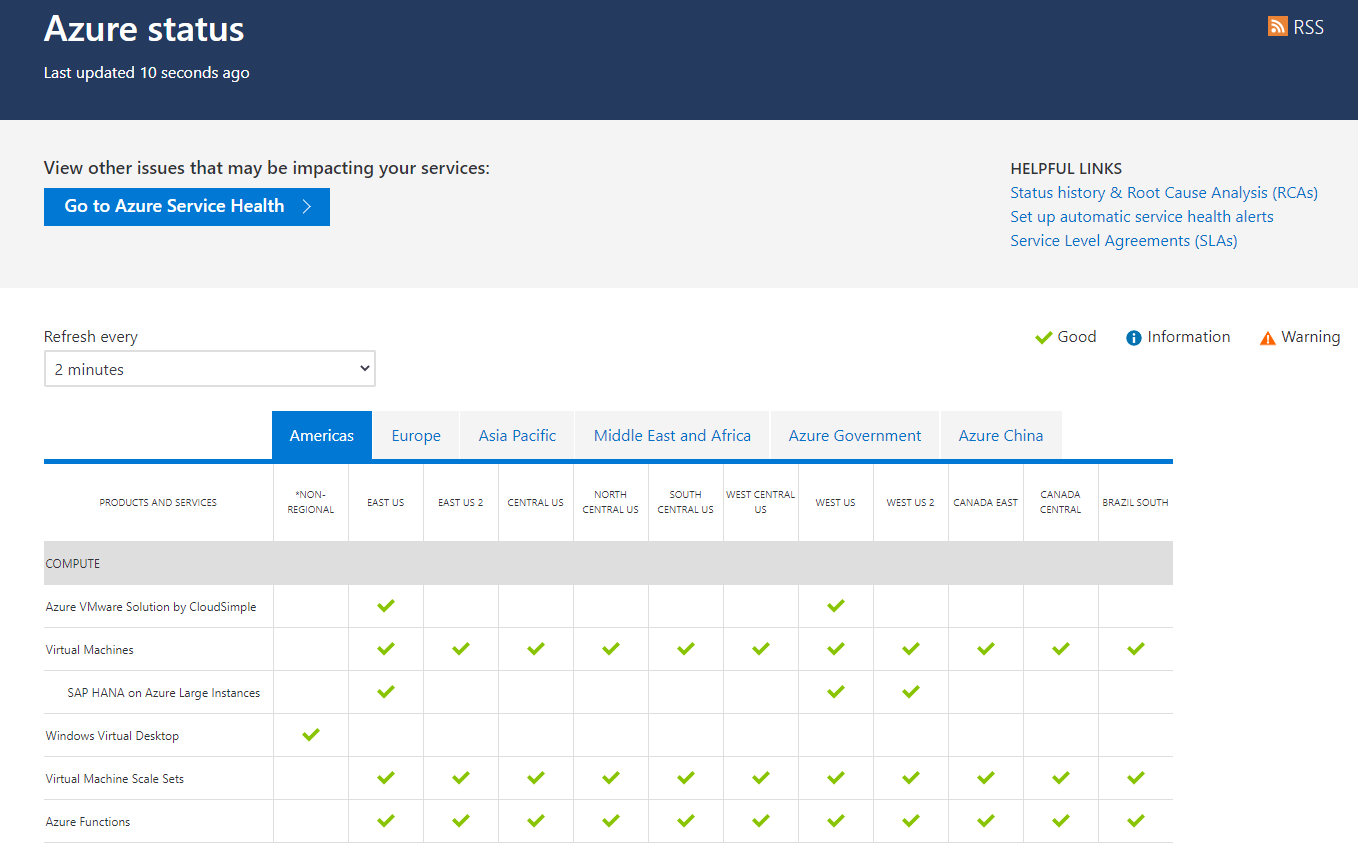 Azure status
RSS
Last updated 10 seconds ago
View other issues that may be impacting your services:
Go to Azure Service Health
HELPFUL LINKS
Status history & Root Cause Analysis (RCAs)
Set up automatic service health alerts
Service Level Agreements (SLAs)
Refresh every
2 minutes
Good
Information
Warning
Americas
Europe
Asia Pacific
Middle East and Africa
Azure Government
Azure China
PRODUCTS AND SERVICES
*NON-
REGIONAL
EAST US
EAST US 2
CENTRAL US
NORTH
CENTRAL US
SOUTH
CENTRAL US
WEST CENTRAL
US
WEST US
WEST US 2
CANADA EAST
CANADA
CENTRAL
BRAZIL SOUTH
COMPUTE
Azure VMware Solution by CloudSimple
Virtual Machines
SAP HANA on Azure Large Instances
Windows Virtual Desktop
Virtual Machine Scale Sets
Azure Functions